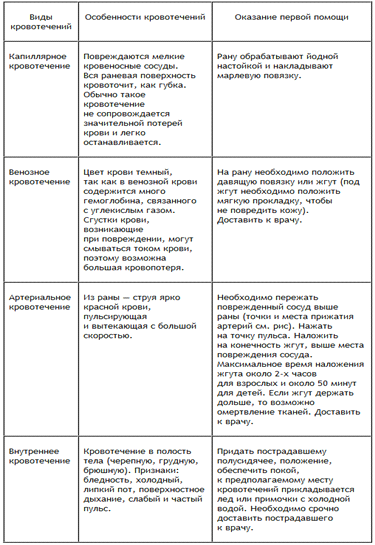 Виды
кровотечений
Особенности кровотечений
Оказание первой помощи
Капиллярное
кровотечение
Повреждаются мелкие
кровеносные сосуды.
Вся раневая поверхность
кровоточит, как губка.
Обычно такое
кровотечение
не сопровождается
значительной потерей
крови и легко
останавливается.
Рану обрабатывают йодной
настойкой и накладывают
марлевую повязку.
Венозное
кровотечение
Цвет крови темный,
так как в венозной крови
содержится много
гемоглобина, связанного
с углекислым газом.
Сгустки крови,
возникающие
при повреждении, могут
смываться током крови,
поэтому возможна
большая кровопотеря.
На рану необходимо положить
давящую повязку или жгут (под
жгут необходимо положить
мягкую прокладку, чтобы
не повредить кожу).
Доставить к врачу.
Артериальное
кровотечение
Из раны — струя ярко
красной крови,
пульсирующая
и вытекающая с большой
скоростью.
Необходимо пережать
поврежденный сосуд выше
раны (точки и места прижатия
артерий см. рис). Нажать
на точку пульса. Наложить
на конечность жгут, выше места
повреждения сосуда.
Максимальное время наложения
жгута около 2-х часов
для взрослых и около 50 минут
для детей. Если жгут держать
дольше, то возможно
омертвление тканей. Доставить
к врачу.
Внутреннее
кровотечение
Кровотечение в полость
тела (черепную, грудную,
брюшную). Признаки:
бледность, холодный,
липкий пот, поверхностное
дыхание, слабый и частый
пульс.
Придать пострадавшему
полусидячее, положение,
обеспечить покой,
к предполагаемому месту
кровотечений прикладывается
лед или примочки с холодной
водой. Необходимо срочно
доставить пострадавшего
к врачу.